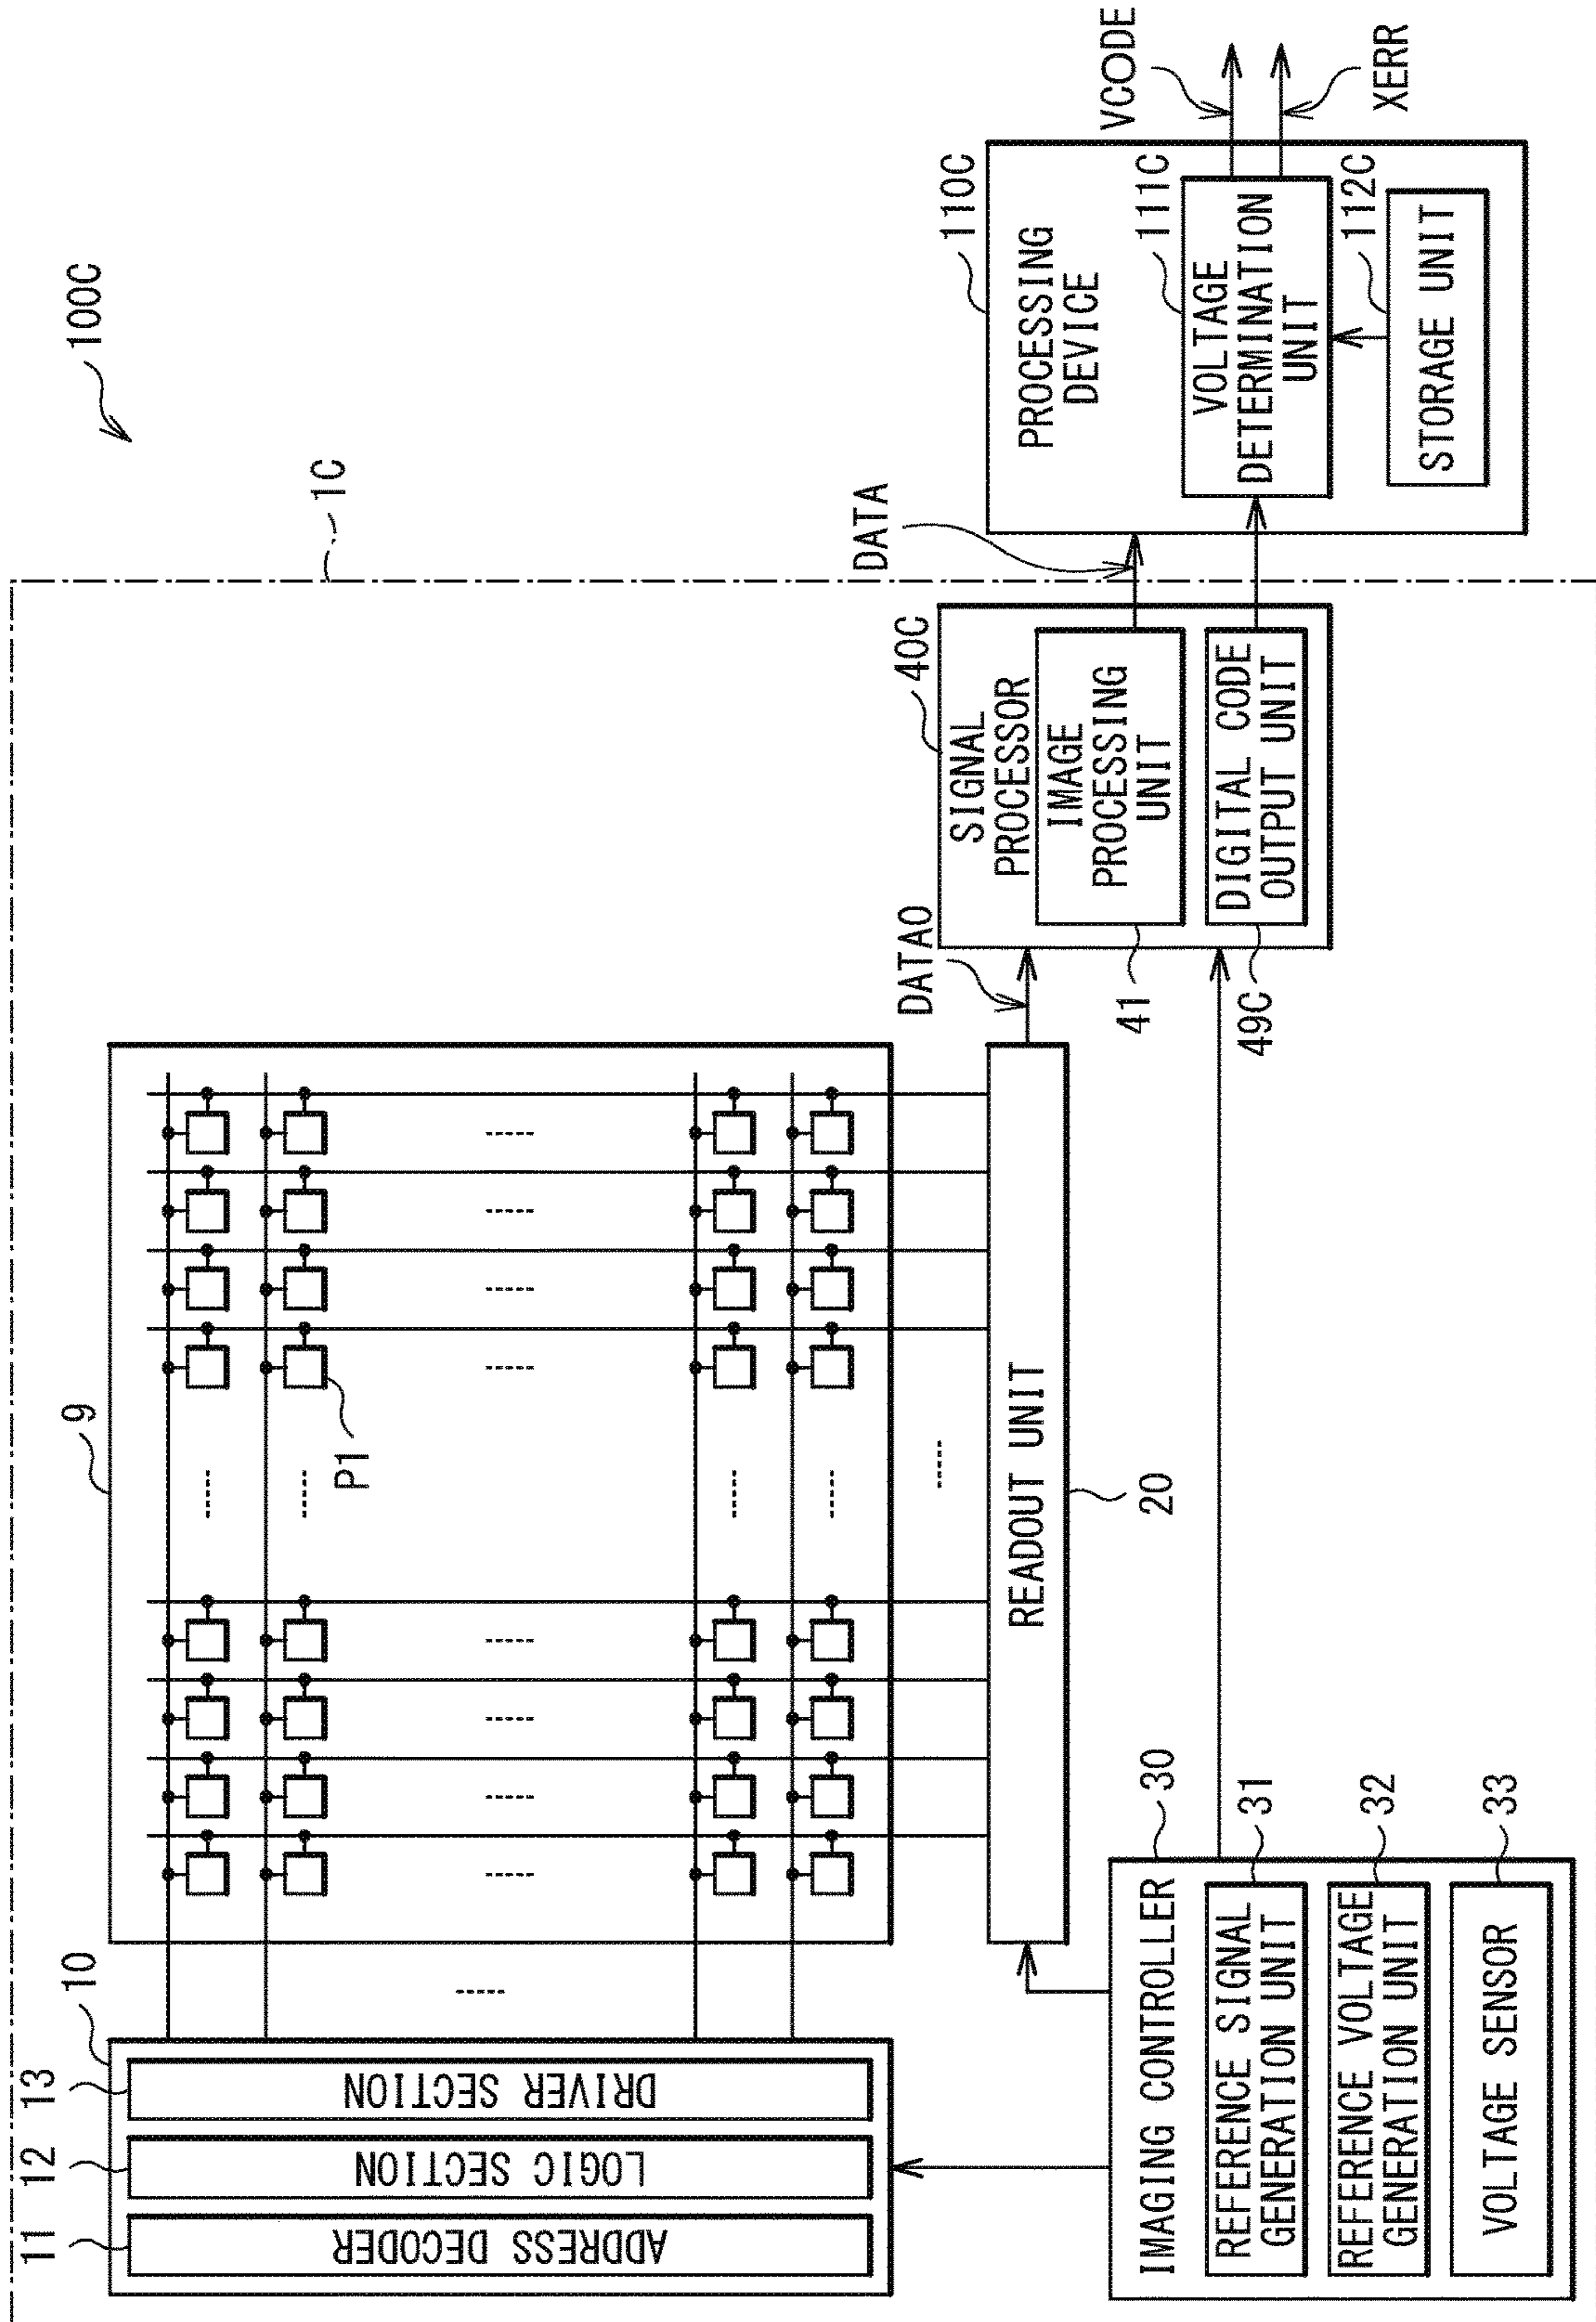 100C
1C
9
P1
10
11
12
13
ADDRESS DECODER
LOGIC SECTION
DRIVER SECTION
READOUT UNIT
20
IMAGING CONTROLLER
30
REFERENCE SIGNAL
GENERATION UNIT
31
REFERENCE VOLTAGE
GENERATION UNIT
32
VOLTAGE SENSOR
33
DATA0
SIGNAL
PROCESSOR
40C
IMAGE
PROCESSING
UNIT
41
DIGITAL CODE
OUTPUT UNIT
49C
DATA
PROCESSING
DEVICE
110C
VOLTAGE
DETERMINATION
UNIT
111C
STORAGE UNIT
112C
VCODE
XERR